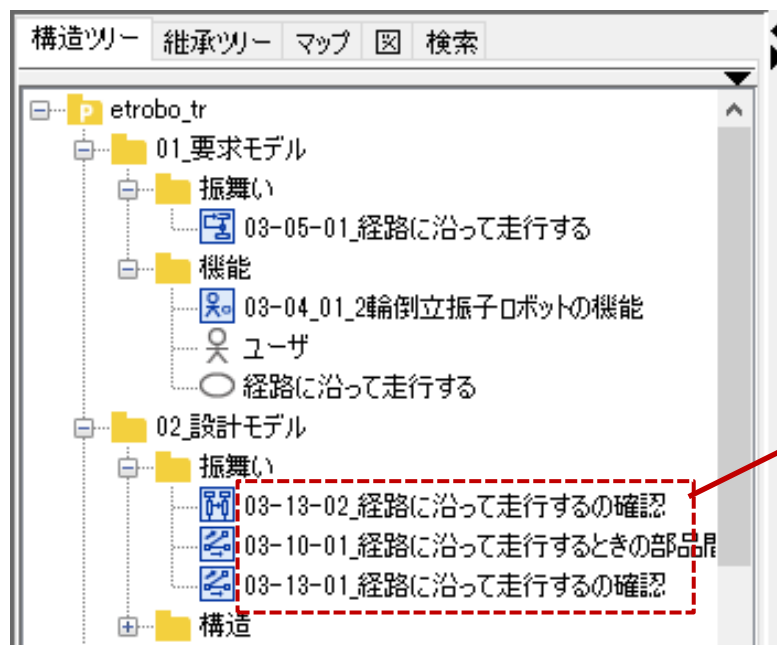 構造ツリー 継承ツリー マップ 図 検索
etrobo_tr
01_要求モデル
振舞い
03-05-01_経路に沿って走行する
機能
03-04_01_2輪倒立振子ロボットの機能
ユーザ
経路に沿って走行する
02_設計モデル
振舞い
03-13-02_経路に沿って走行するの確認
03-10-01_経路に沿って走行するときの部品間
03-13-01_経路に沿って走行するの確認
構造